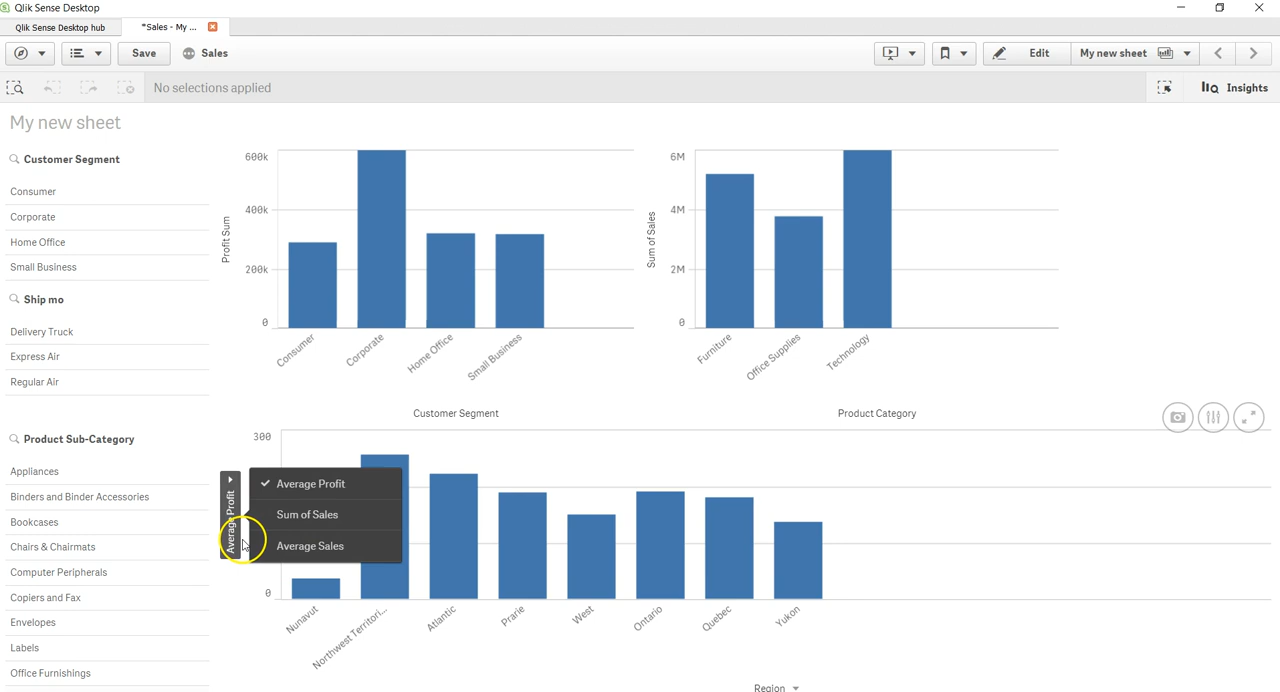 Qlik Sense Desktop
Qlik Sense Desktop hub
*Sales - My ...
Save
Sales
Edit
My new sheet
No selections applied
Insights
My new sheet
Customer Segment
Consumer
Corporate
Home Office
Small Business
Ship mo
Delivery Truck
Express Air
Regular Air
Product Sub-Category
Appliances
Binders and Binder Accessories
Bookcases
Chairs & Chairmats
Computer Peripherals
Copiers and Fax
Envelopes
Labels
Office Furnishings
Profit Sum
600k
400k
200k
0
Consumer
Corporate
Home Office
Small Business
Customer Segment
Sum of Sales
6M
4M
2M
0
Furniture
Office Supplies
Technology
Product Category
300
0
Average Profit
Average Profit
Sum of Sales
Average Sales
Nunavut
Northwest Territori...
Atlantic
Prarie
West
Ontario
Quebec
Yukon
Region